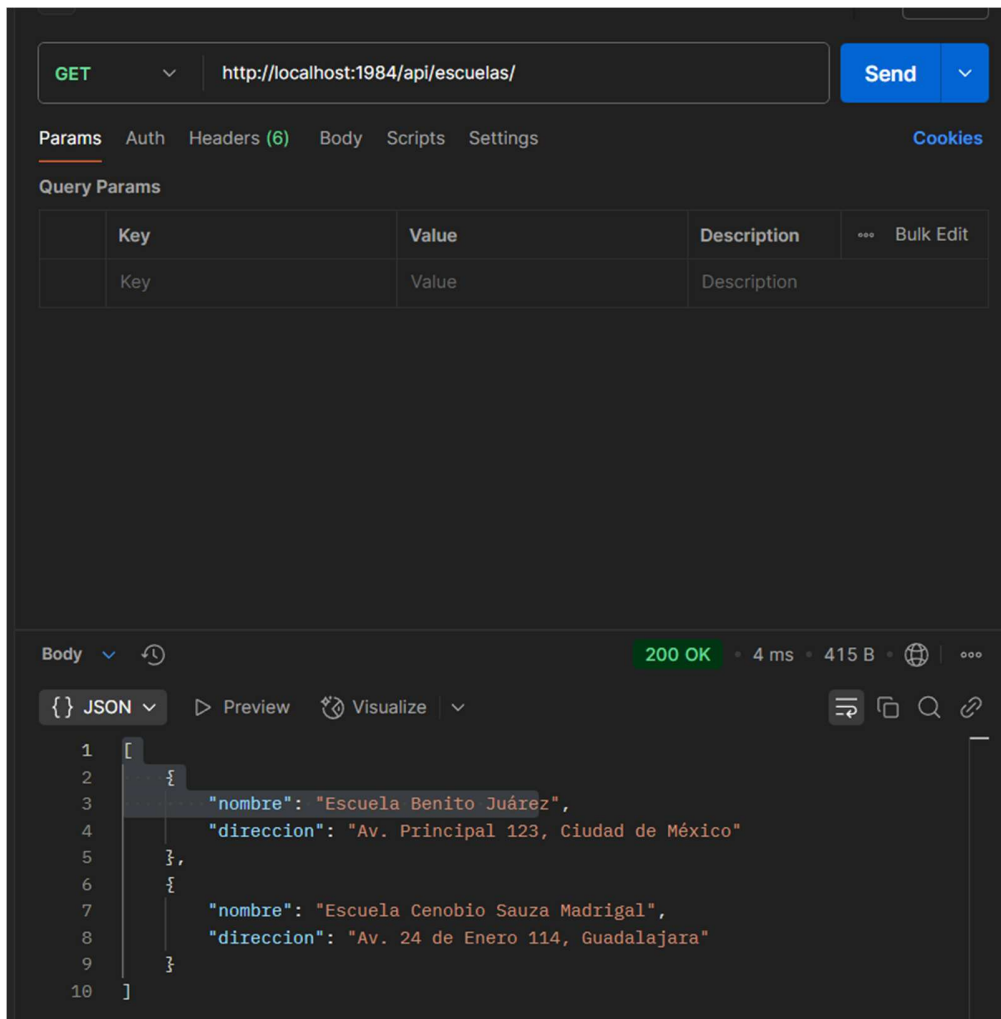 GET http://localhost:1984/api/escuelas/ Send
Params Auth Headers (6) Body Scripts Settings Cookies
Query Params
Key Value Description ooo Bulk Edit
Key Value Description
Body 200 OK • 4 ms • 415 B • ooo
{} JSON Preview Visualize
1 [
2 {
3 "nombre": "Escuela Benito Juárez",
4 "direccion": "Av. Principal 123, Ciudad de México"
5 },
6 {
7 "nombre": "Escuela Cenobio Sauza Madrigal",
8 "direccion": "Av. 24 de Enero 114, Guadalajara"
9 }
10 ]